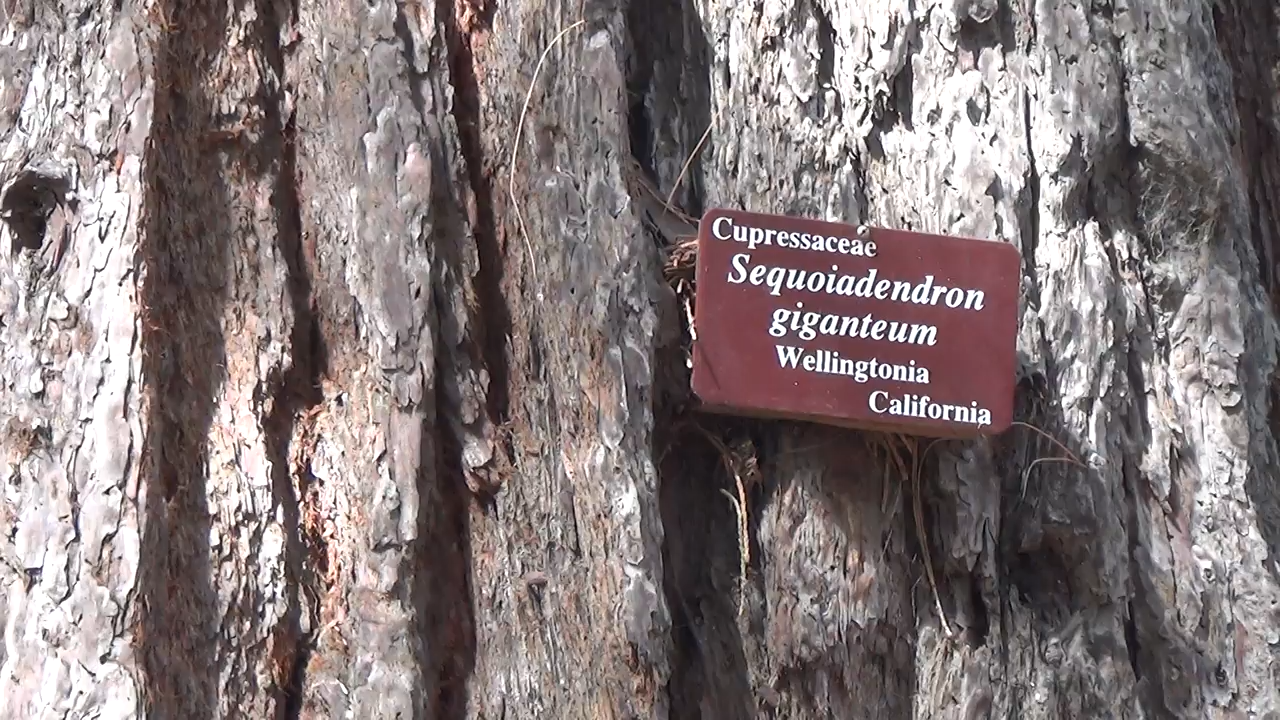 Cupressaceae
Sequoiadendron
giganteum
Wellingtonia
California